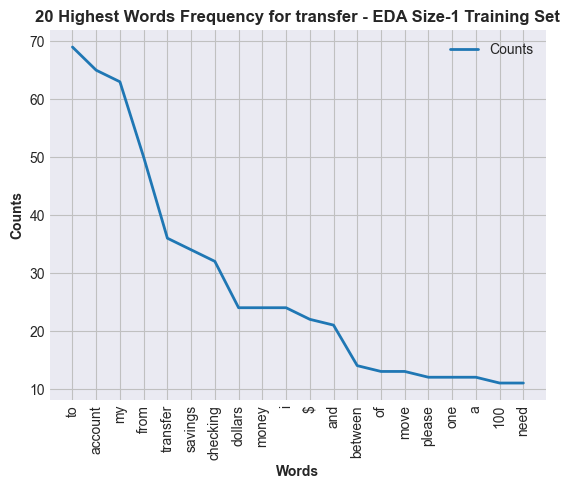 20 Highest Words Frequency for transfer - EDA Size-1 Training Set
Counts
70
60
50
40
30
20
10
Counts
to
account
my
from
transfer
savings
checking
dollars
money
i
$
and
between
of
move
please
one
a
100
need
Words